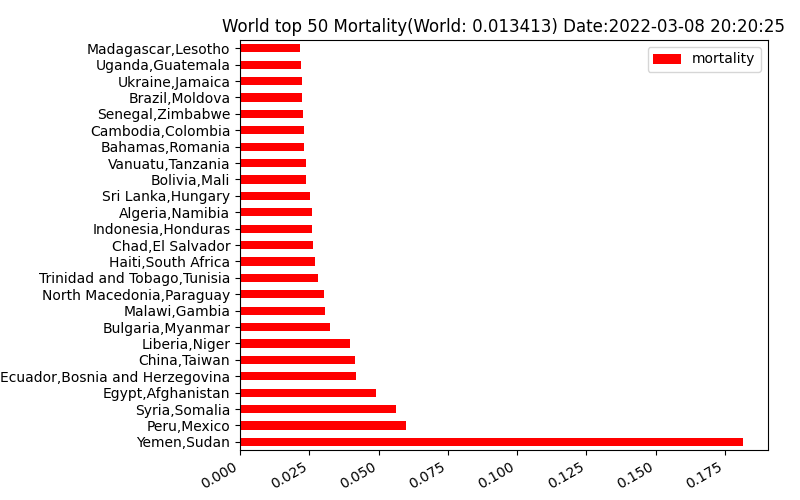 World top 50 Mortality(World: 0.013413) Date:2022-03-08 20:20:25
mortality
Madagascar,Lesotho
Uganda,Guatemala
Ukraine,Jamaica
Brazil,Moldova
Senegal,Zimbabwe
Cambodia,Colombia
Bahamas,Romania
Vanuatu,Tanzania
Bolivia,Mali
Sri Lanka,Hungary
Algeria,Namibia
Indonesia,Honduras
Chad,El Salvador
Haiti,South Africa
Trinidad and Tobago,Tunisia
North Macedonia,Paraguay
Malawi,Gambia
Bulgaria,Myanmar
Liberia,Niger
China,Taiwan
Ecuador,Bosnia and Herzegovina
Egypt,Afghanistan
Syria,Somalia
Peru,Mexico
Yemen,Sudan
0.000 0.025 0.050 0.075 0.100 0.125 0.150 0.175